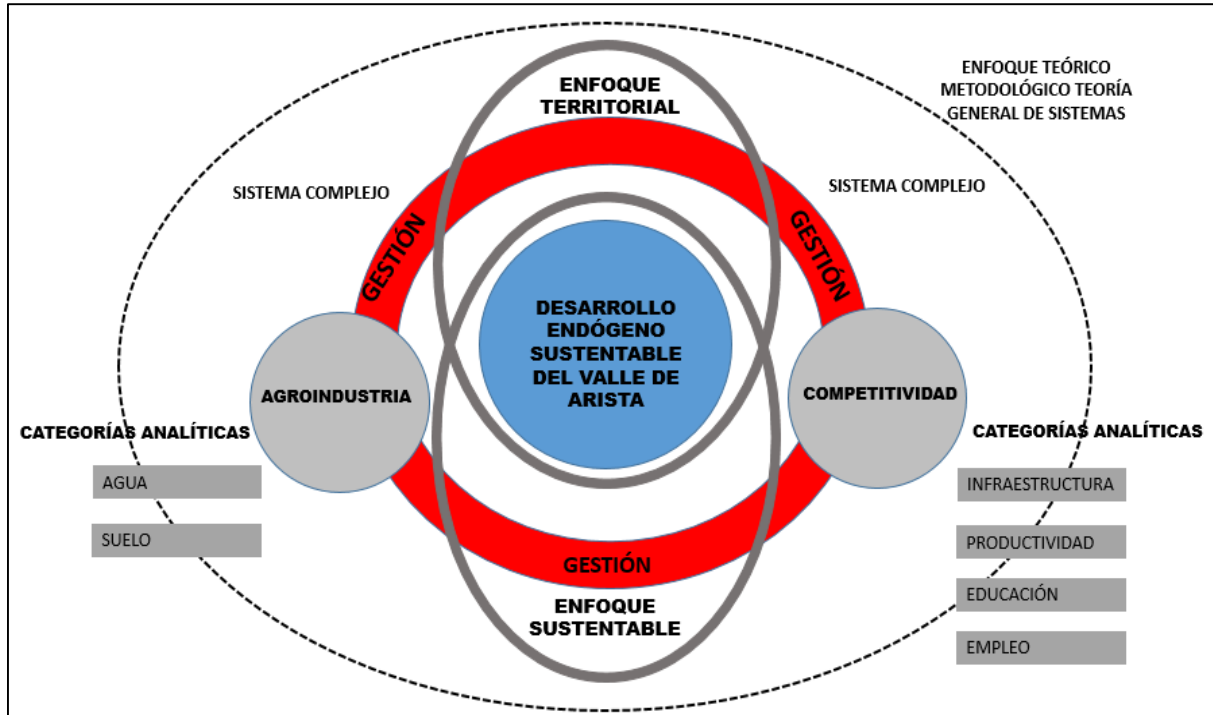 ENFOQUE TEÓRICO
METODOLÓGICO TEORÍA
GENERAL DE SISTEMAS
ENFOQUE
TERRITORIAL
SISTEMA COMPLEJO
SISTEMA COMPLEJO
GESTIÓN
GESTIÓN
DESARROLLO
ENDÓGENO
SUSTENTABLE
DEL VALLE DE
ARISTA
AGROINDUSTRIA
COMPETITIVIDAD
CATEGORÍAS ANALÍTICAS
AGUA
SUELO
CATEGORÍAS ANALÍTICAS
INFRAESTRUCTURA
PRODUCTIVIDAD
EDUCACIÓN
EMPLEO
GESTIÓN
ENFOQUE
SUSTENTABLE